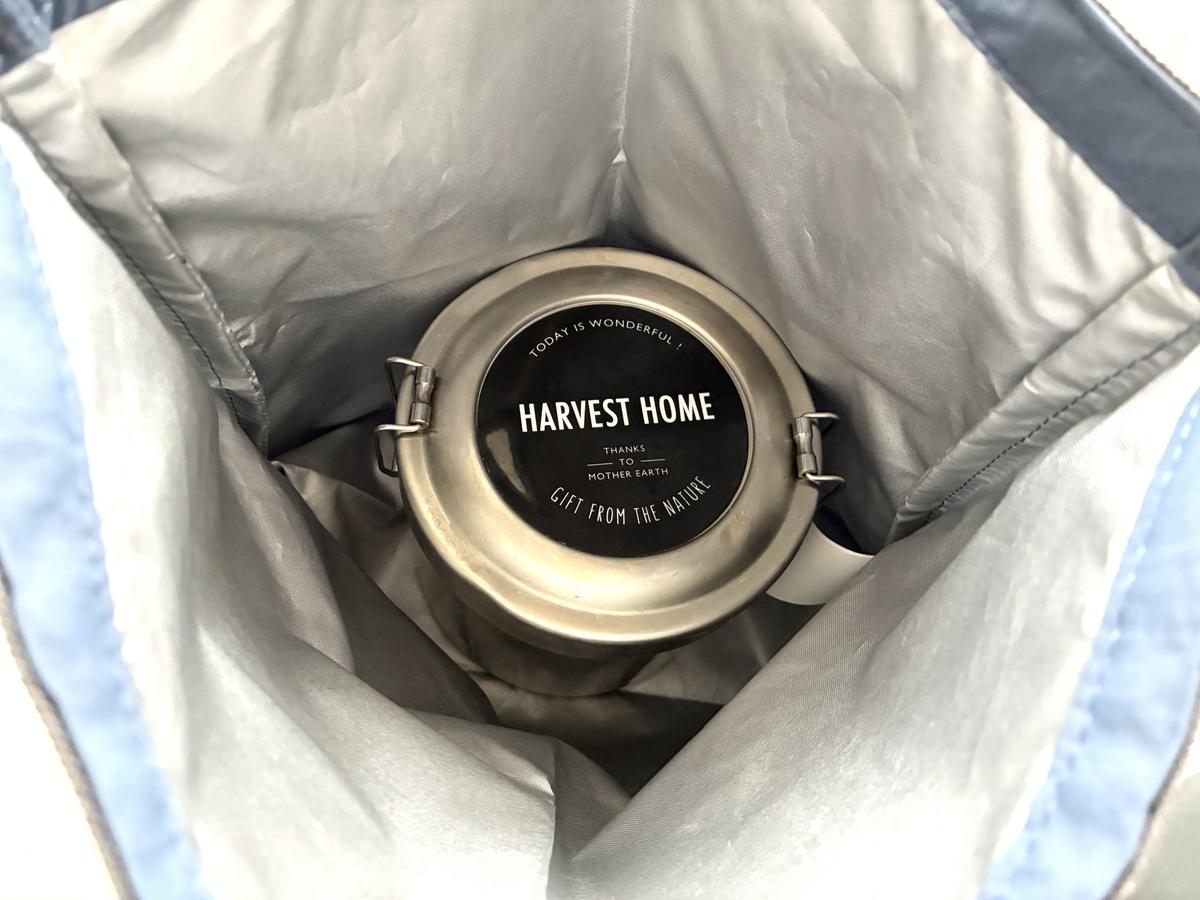 TODAY IS WONDERFUL !
HARVEST HOME
THANKS
TO
MOTHER EARTH
GIFT FROM THE NATURE